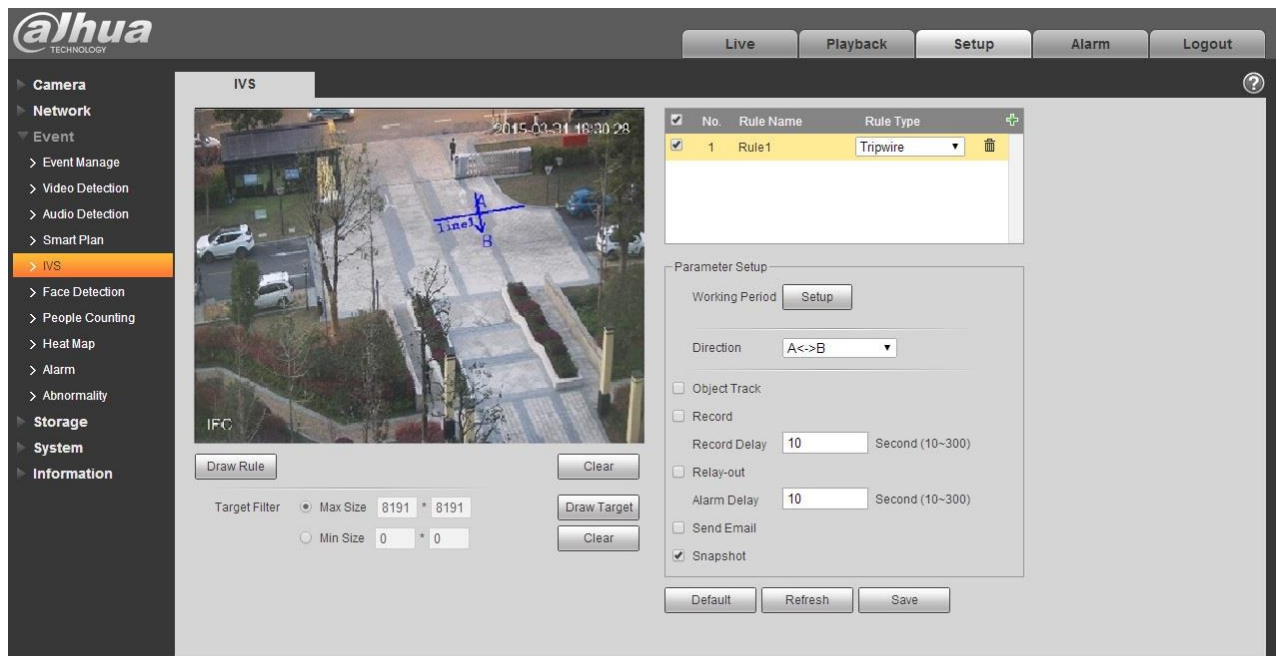 alhua
TECHNOLOGY
Live Playback Setup Alarm Logout
Camera
Network
Event
Event Manage
Video Detection
Audio Detection
Smart Plan
IVS
Face Detection
People Counting
Heat Map
Alarm
Abnormality
Storage
System
Information
IVS
?
2015-03-31 18:30:28
A
line1
B
IPC
Draw Rule Clear
Target Filter Max Size 8191 * 8191 Draw Target
Min Size 0 * 0 Clear
No. Rule Name Rule Type
1 Rule1 Tripwire
Parameter Setup
Working Period Setup
Direction A<->B
Object Track
Record
Record Delay 10 Second (10~300)
Relay-out
Alarm Delay 10 Second (10~300)
Send Email
Snapshot
Default Refresh Save